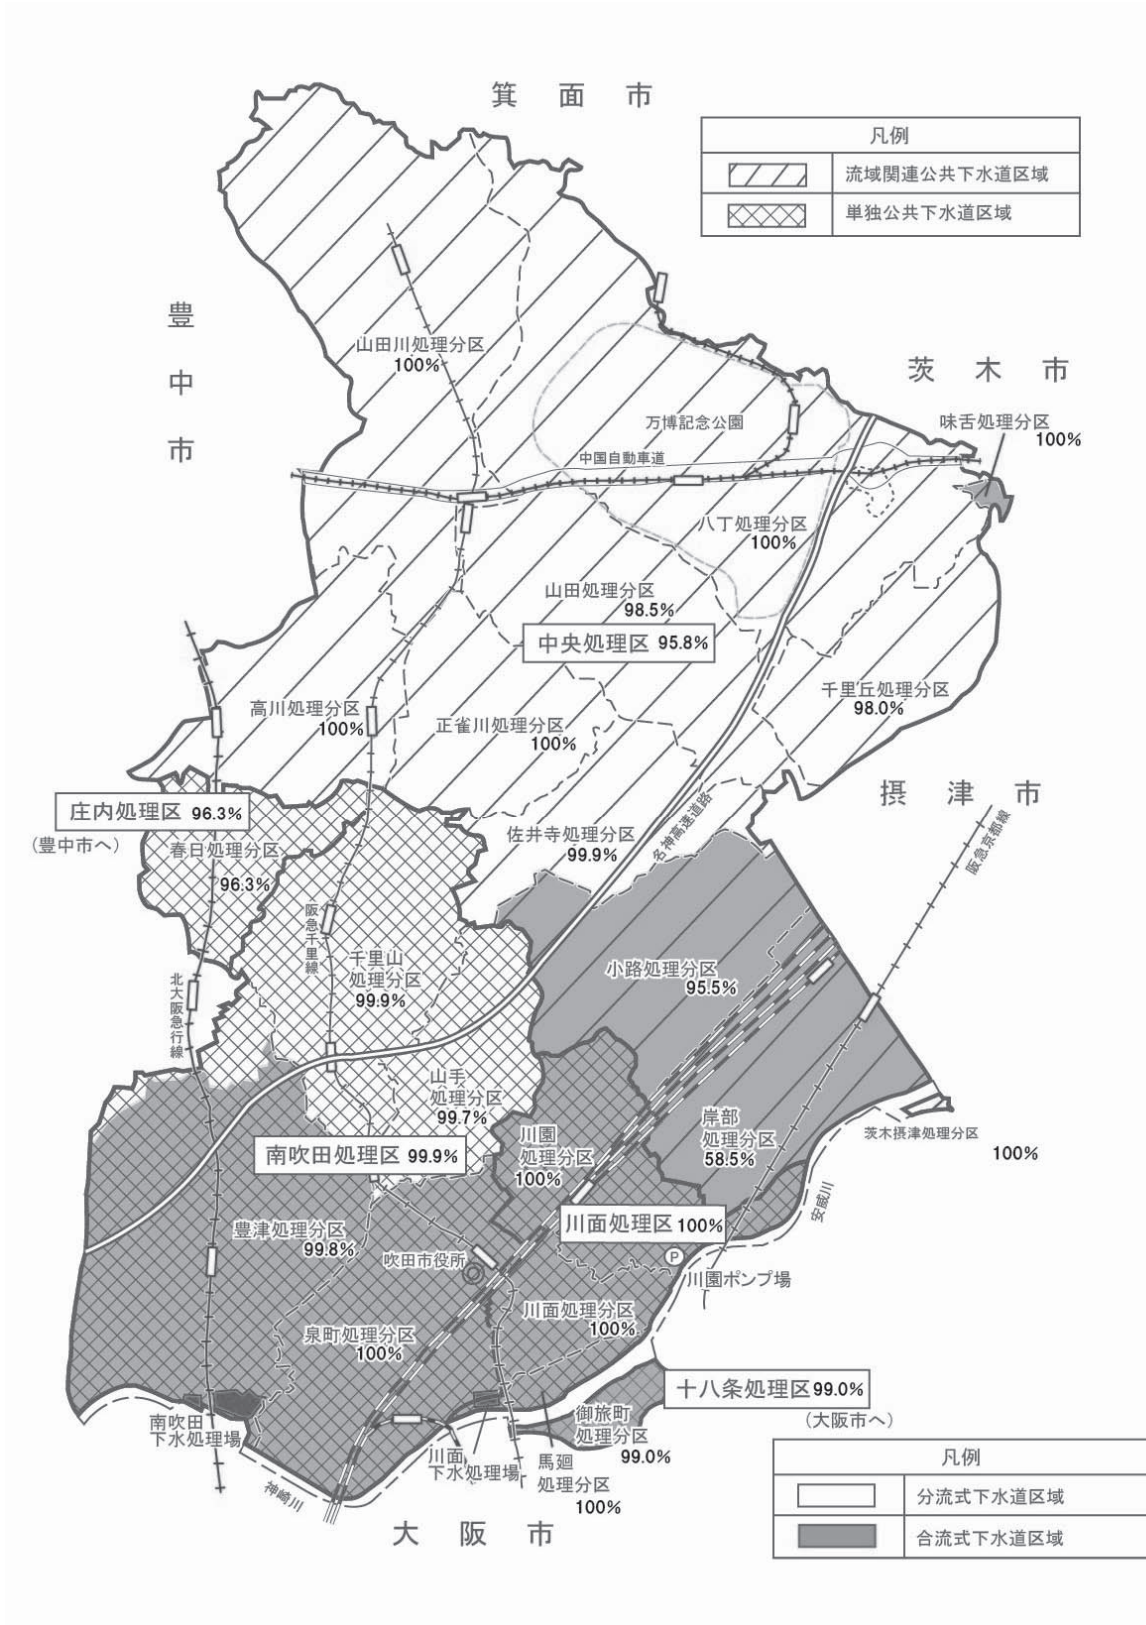 箕面市
凡例
流域関連公共下水道区域
単独公共下水道区域
豊中市
山田川処理分区
100%
茨木市
味舌処理分区
100%
万博記念公園
中国自動車道
八丁処理分区
100%
山田処理分区
98.5%
中央処理区 95.8%
千里丘処理分区
98.0%
高川処理分区
100%
正雀川処理分区
100%
摂津市
庄内処理区 96.3%
(豊中市へ)
春日処理分区
96.3%
佐井寺処理分区
99.9%
名神高速道路
阪急京都線
阪急千里線
千里山
処理分区
99.9%
小路処理分区
95.5%
北大阪急行線
山手
処理分区
99.7%
川園
処理分区
100%
岸部
処理分区
58.5%
茨木摂津処理分区
100%
南吹田処理区 99.9%
安威川
川面処理区 100%
豊津処理分区
99.8%
吹田市役所
P
川園ポンプ場
川面処理分区
100%
泉町処理分区
100%
十八条処理区 99.0%
(大阪市へ)
御旅町
処理分区
99.0%
南吹田
下水処理場
川面
下水処理場
馬廻
処理分区
100%
神崎川
大阪市
凡例
分流式下水道区域
合流式下水道区域